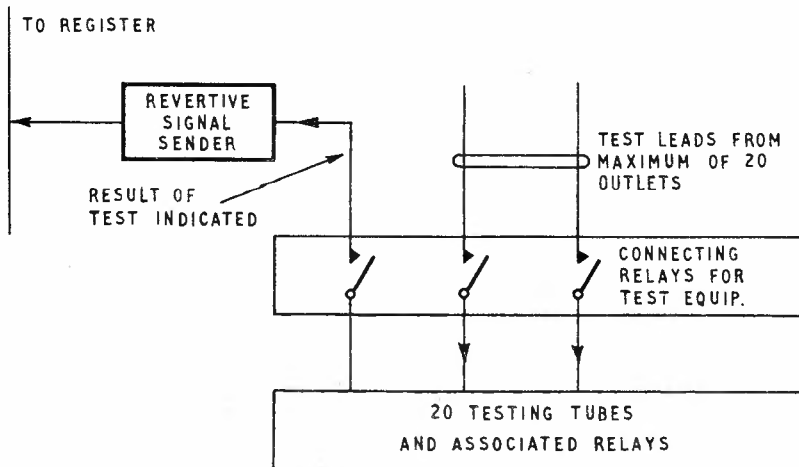 TO REGISTER
REVERTIVE
SIGNAL
SENDER
TEST LEADS FROM
MAXIMUM OF 20
OUTLETS
RESULT OF
TEST INDICATED
CONNECTING
RELAYS FOR
TEST EQUIP.
20 TESTING TUBES
AND ASSOCIATED RELAYS